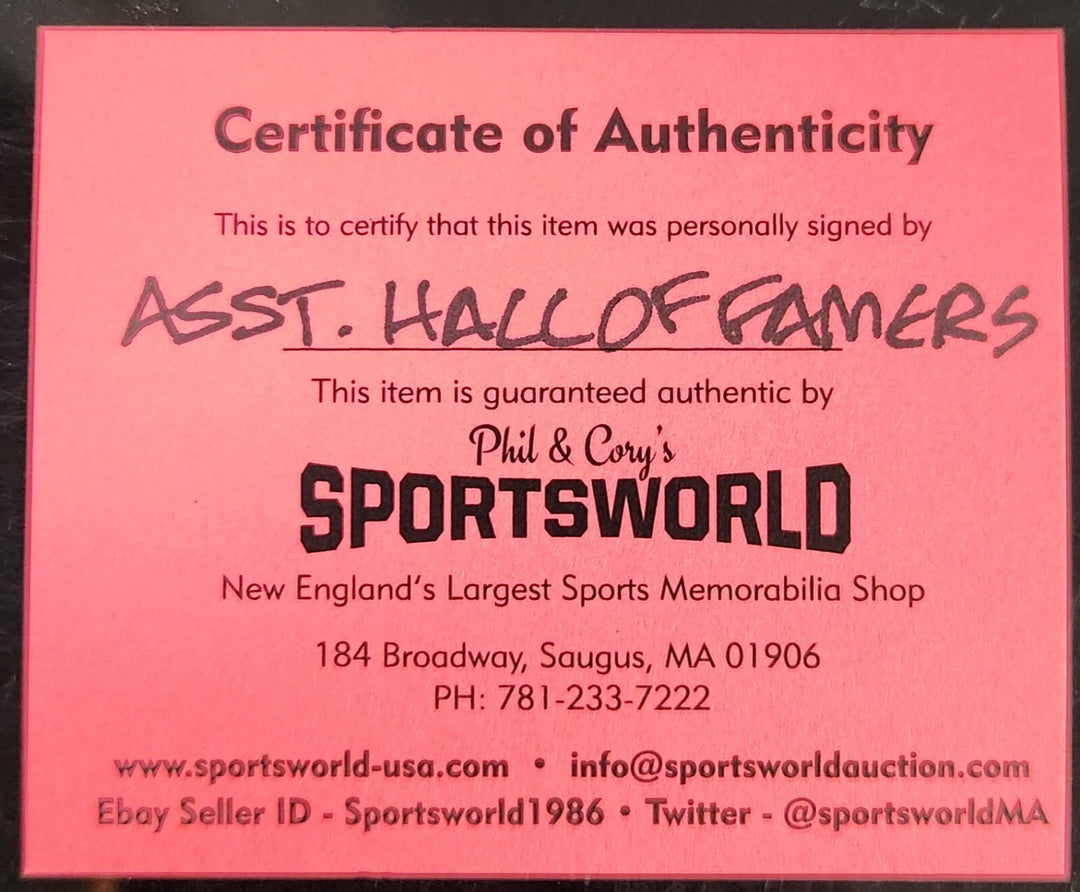 Certificate of Authenticity
This is to certify that this item was personally signed by
ASST. HALL OF FAMERS
This item is guaranteed authentic by
Phil & Cory's
SPORTSWORLD
New England's Largest Sports Memorabilia Shop
184 Broadway, Saugus, MA 01906
PH: 781-233-7222
www.sportsworld-usa.com • info@sportsworldauction.com
Ebay Seller ID - Sportsworld1986 • Twitter - @sportsworldMA